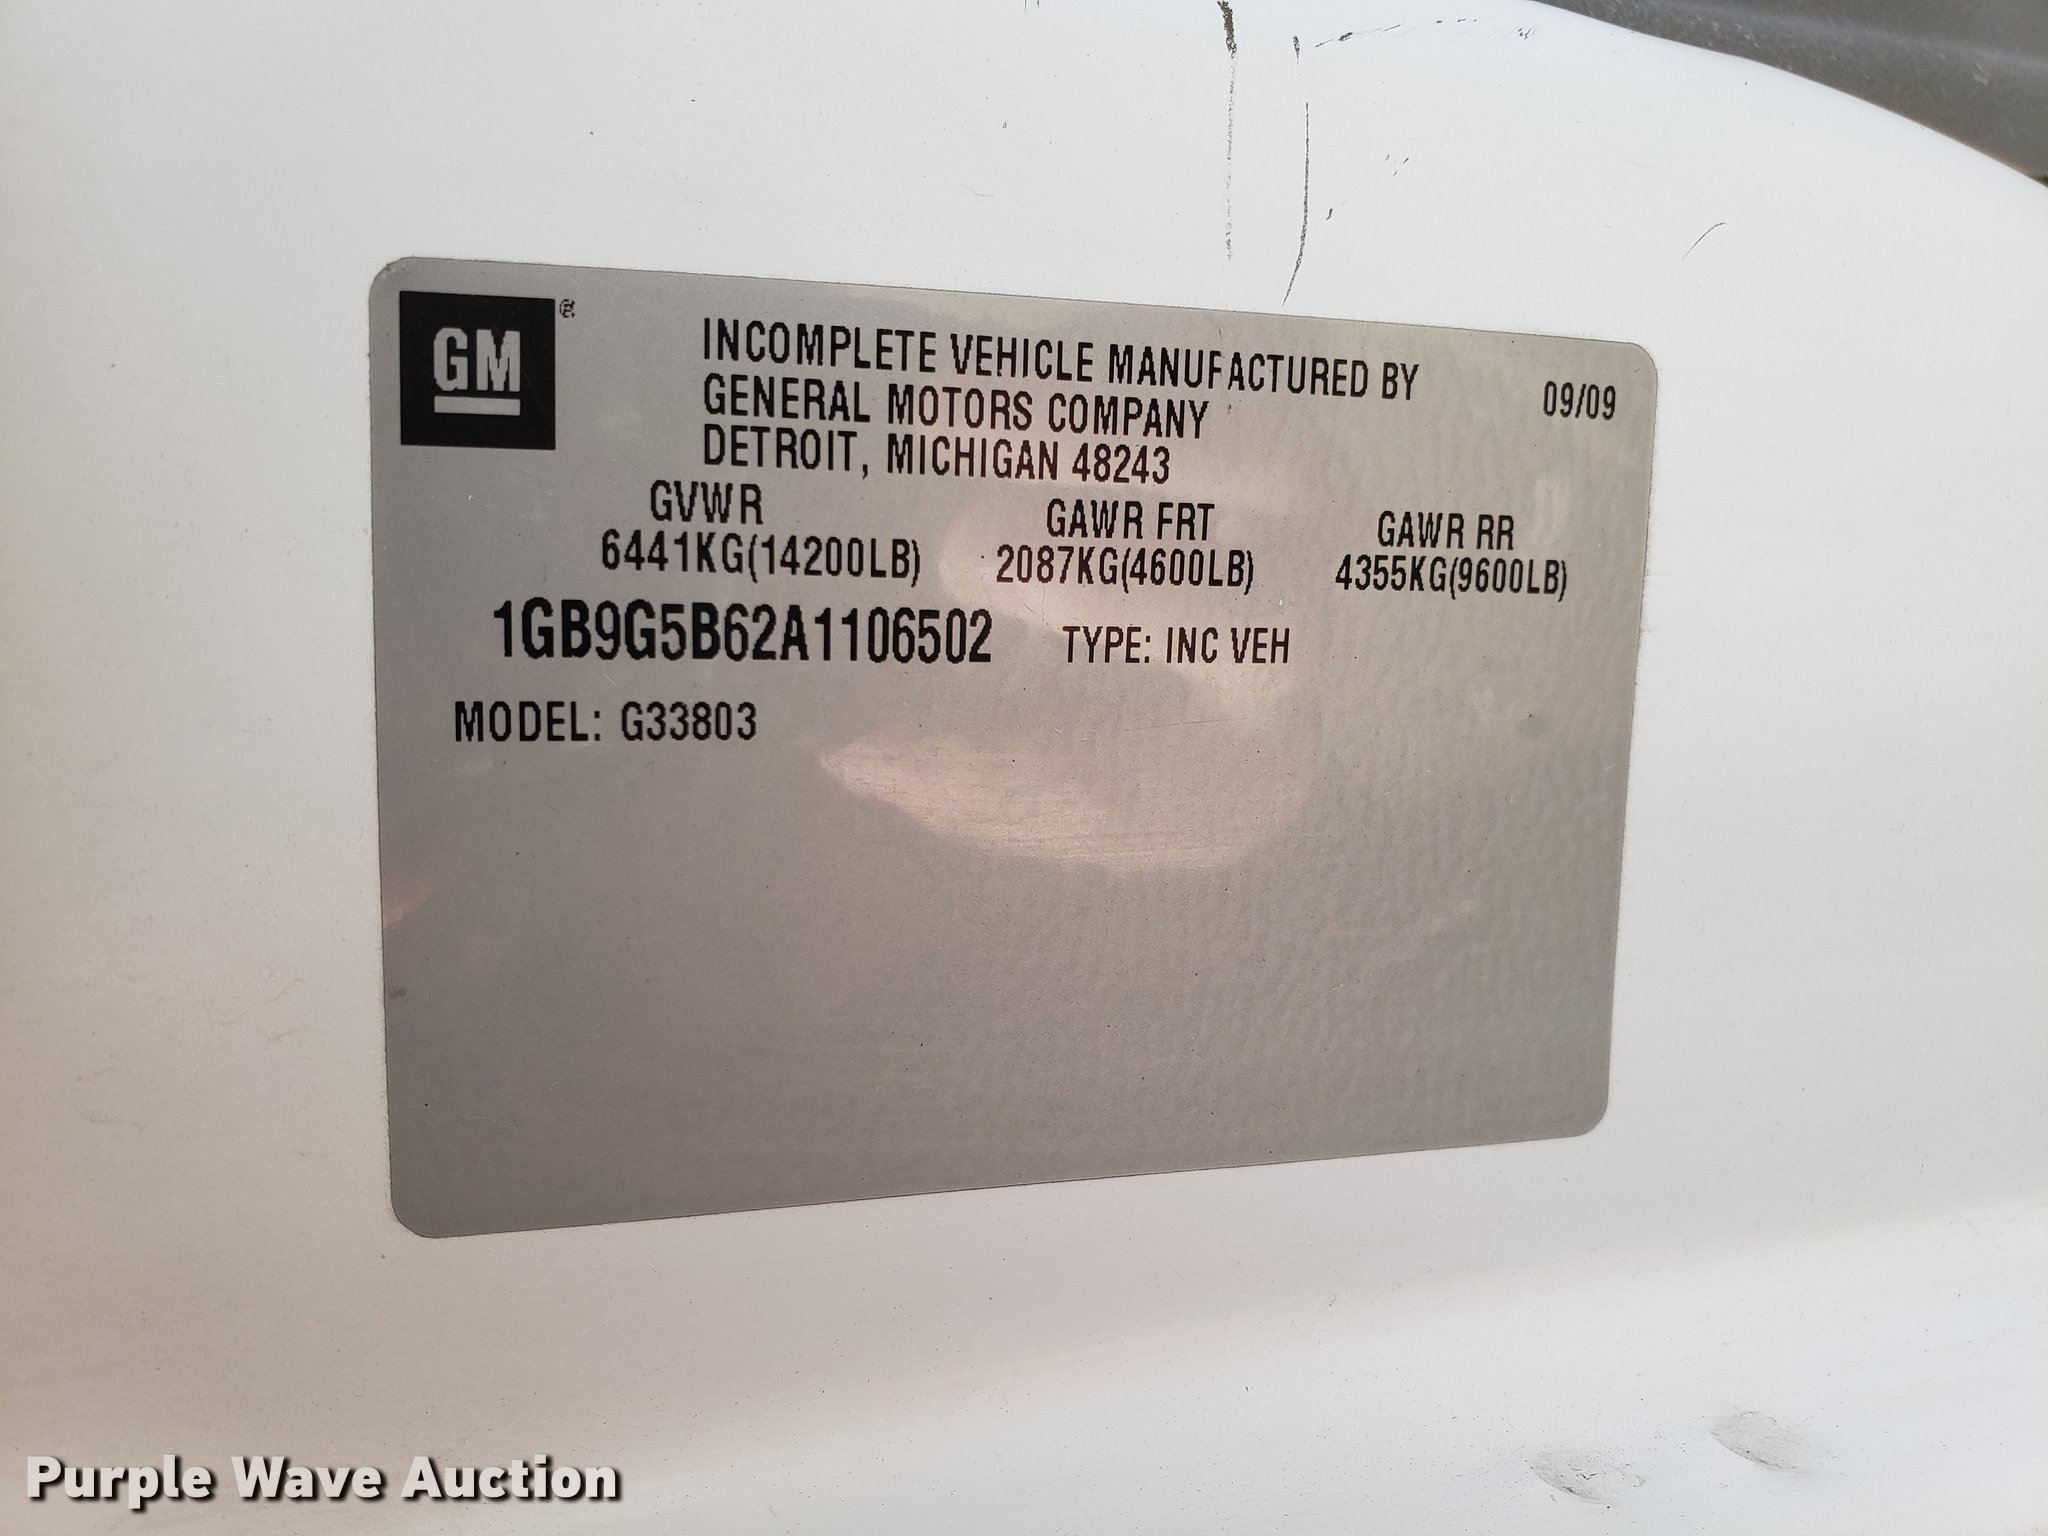 GM®
INCOMPLETE VEHICLE MANUFACTURED BY
GENERAL MOTORS COMPANY
DETROIT, MICHIGAN 48243
09/09
GVWR GAWR FRT GAWR RR
6441KG(14200LB) 2087KG(4600LB) 4355KG(9600LB)
1GB9G5B62A1106502 TYPE: INC VEH
MODEL: G33803
Purple Wave Auction